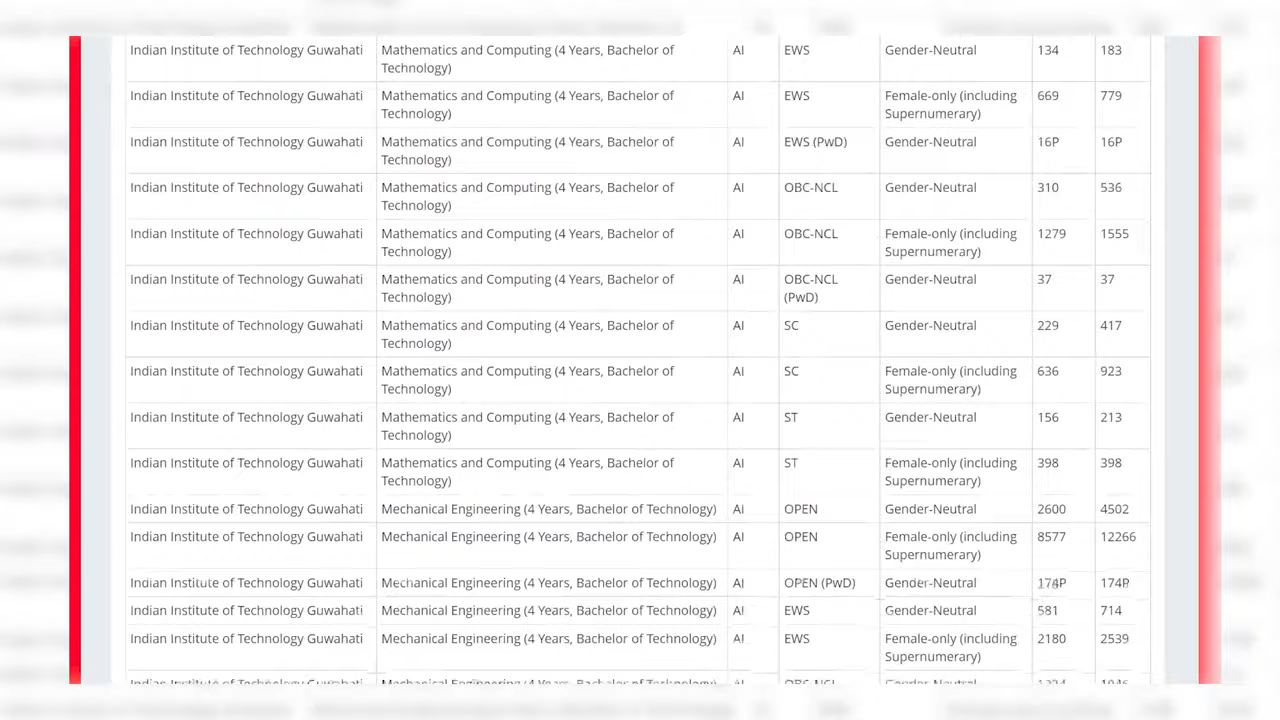 Indian Institute of Technology Guwahati Mathematics and Computing (4 Years, Bachelor of AI EWS Gender-Neutral 134 183
Technology)
Indian Institute of Technology Guwahati Mathematics and Computing (4 Years, Bachelor of AI EWS Female-only (including 669 779
Technology) Supernumerary)
Indian Institute of Technology Guwahati Mathematics and Computing (4 Years, Bachelor of AI EWS (PwD) Gender-Neutral 16P 16P
Technology)
Indian Institute of Technology Guwahati Mathematics and Computing (4 Years, Bachelor of AI OBC-NCL Gender-Neutral 310 536
Technology)
Indian Institute of Technology Guwahati Mathematics and Computing (4 Years, Bachelor of AI OBC-NCL Female-only (including 1279 1555
Technology) Supernumerary)
Indian Institute of Technology Guwahati Mathematics and Computing (4 Years, Bachelor of AI OBC-NCL Gender-Neutral 37 37
Technology) (PwD)
Indian Institute of Technology Guwahati Mathematics and Computing (4 Years, Bachelor of AI SC Gender-Neutral 229 417
Technology)
Indian Institute of Technology Guwahati Mathematics and Computing (4 Years, Bachelor of AI SC Female-only (including 636 923
Technology) Supernumerary)
Indian Institute of Technology Guwahati Mathematics and Computing (4 Years, Bachelor of AI ST Gender-Neutral 156 213
Technology)
Indian Institute of Technology Guwahati Mathematics and Computing (4 Years, Bachelor of AI ST Female-only (including 398 398
Technology) Supernumerary)
Indian Institute of Technology Guwahati Mechanical Engineering (4 Years, Bachelor of Technology) AI OPEN Gender-Neutral 2600 4502
Indian Institute of Technology Guwahati Mechanical Engineering (4 Years, Bachelor of Technology) AI OPEN Female-only (including 8577 12266
Supernumerary)
Indian Institute of Technology Guwahati Mechanical Engineering (4 Years, Bachelor of Technology) AI OPEN (PwD) Gender-Neutral 174P 174P
Indian Institute of Technology Guwahati Mechanical Engineering (4 Years, Bachelor of Technology) AI EWS Gender-Neutral 581 714
Indian Institute of Technology Guwahati Mechanical Engineering (4 Years, Bachelor of Technology) AI EWS Female-only (including 2180 2539
Supernumerary)
Indian Institute of Technology Guwahati Mechanical Engineering (4 Years, Bachelor of Technology) AI OBC-NCL Gender-Neutral